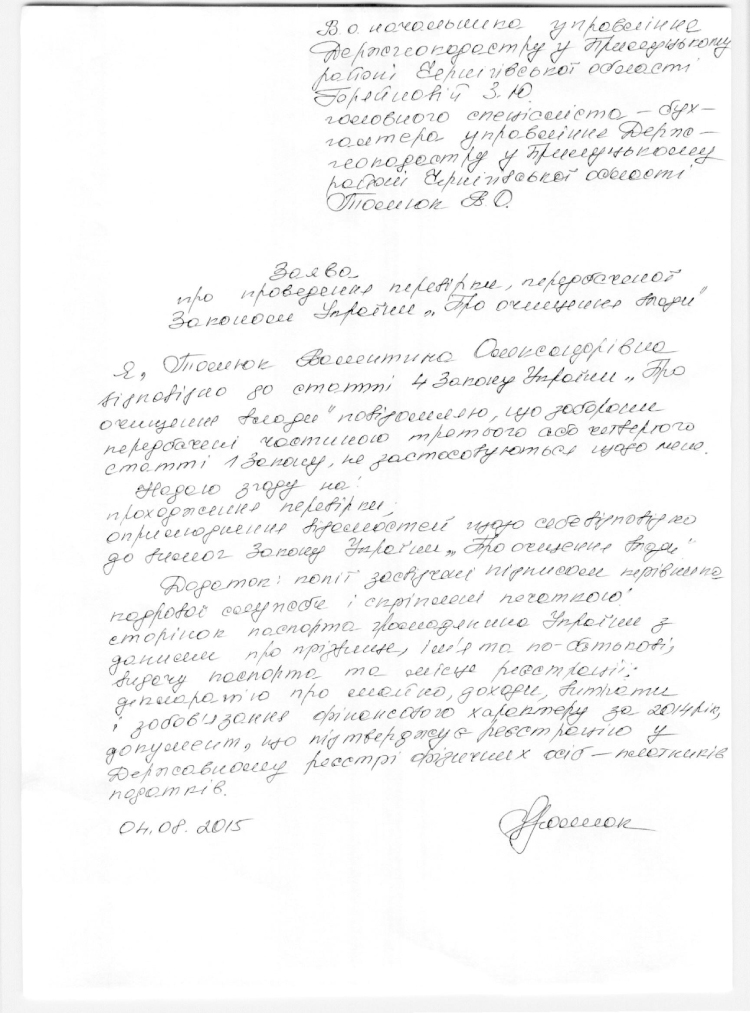 В.о. начальника управління
Держгеокадастру у Прилуцькому
районі Чернігівської області
З.Ю.
головного спеціаліста – бух-
галтера управління Держ-
геокадастру у Прилуцькому
районі Чернігівської області
В.О.
Заява
про проведення перевірки, передбаченої
Законом України „Про очищення влади"
Я, Валентина Олександрівна
відповідно до статті 4 Закону України „Про
очищення влади" повідомляю, що заборони
передбачені частиною третьою або четвертою
статті 1 Закону, не застосовуються щодо мене.
Надаю згоду на:
проходження перевірки;
оприлюднення відомостей щодо себе відповідно
до вимог Закону України „Про очищення влади"
Додаток: копії засвідчені підписом керівника
кадрової служби і скріплені печаткою:
сторінок паспорта громадянина України з
даними про прізвище, ім'я та по-батькові,
видачу паспорта та місце реєстрації;
декларацію про майно, доходи, витрати
і зобов'язання фінансового характеру за 2014 рік,
документ, що підтверджує реєстрацію у
Державному реєстрі фізичних осіб – платників
податків.
04.08.2015